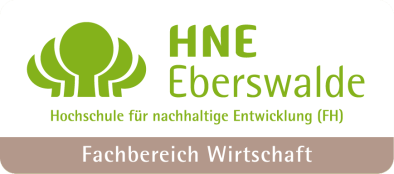 HNE
Eberswalde
Hochschule für nachhaltige Entwicklung (FH)
Fachbereich Wirtschaft